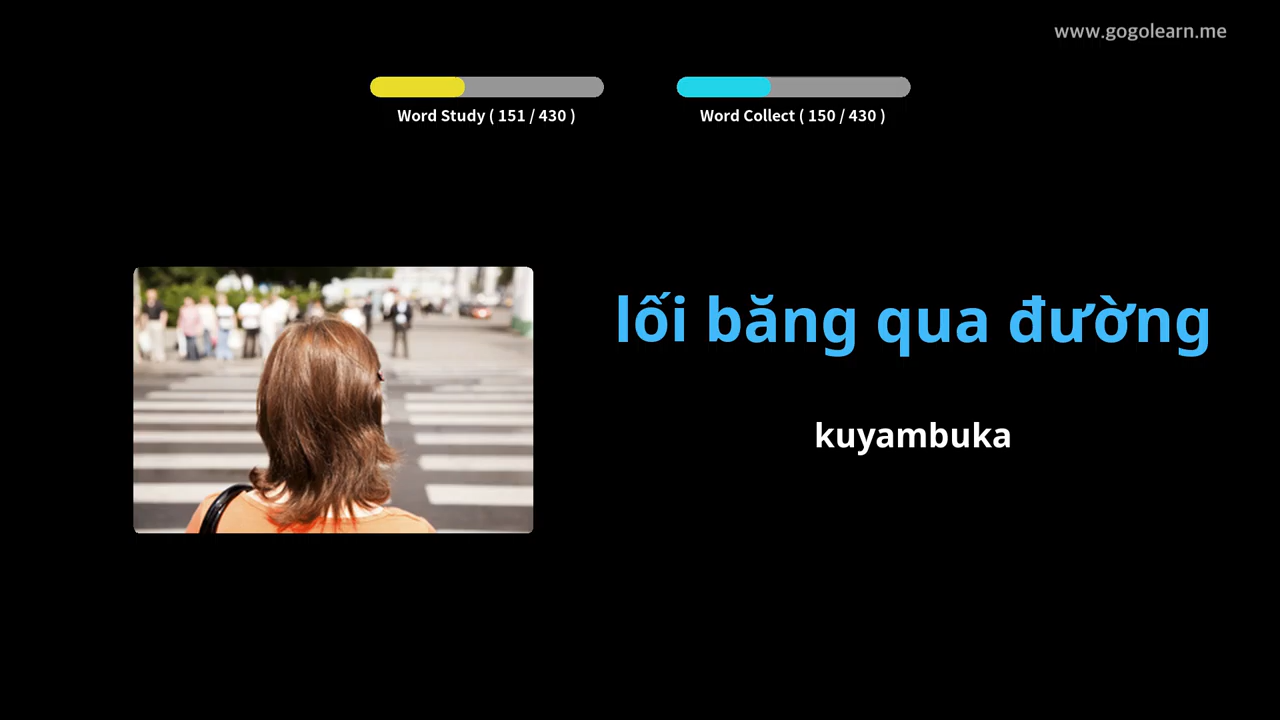 www.gogolearn.me
Word Study ( 151 / 430 )
Word Collect ( 150 / 430 )
lối băng qua đường
kuyambuka